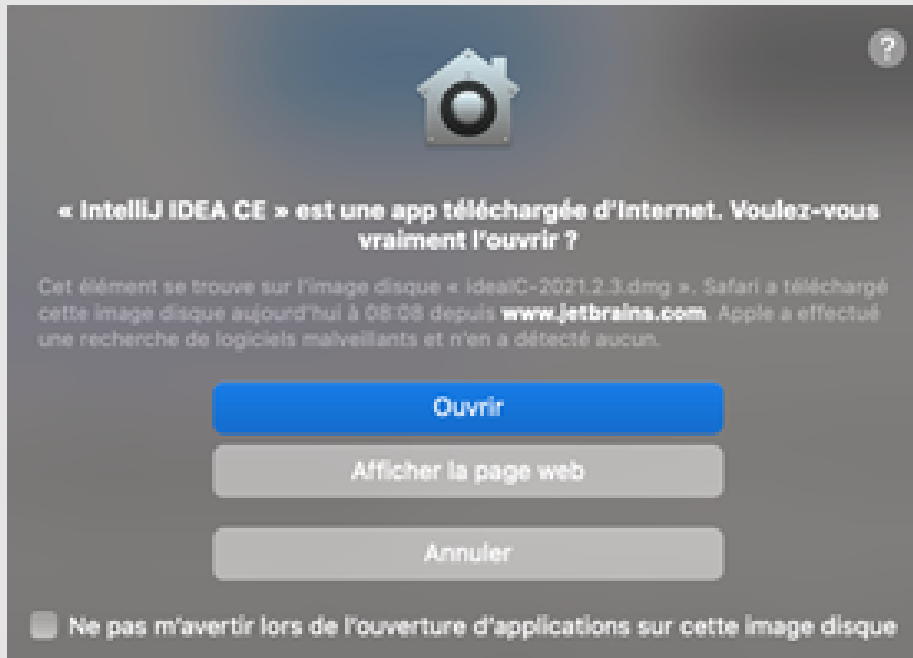 ?
« IntelliJ IDEA CE » est une app téléchargée d'Internet. Voulez-vous
vraiment l'ouvrir ?
Cet élément se trouve sur l'image disque « ideaIC-2021.2.3.dmg ». Safari a téléchargé
cette image disque aujourd'hui à 08:08 depuis www.jetbrains.com. Apple a effectué
une recherche de logiciels malveillants et n'en a détecté aucun.
Ouvrir
Afficher la page web
Annuler
Ne pas m'avertir lors de l'ouverture d'applications sur cette image disque